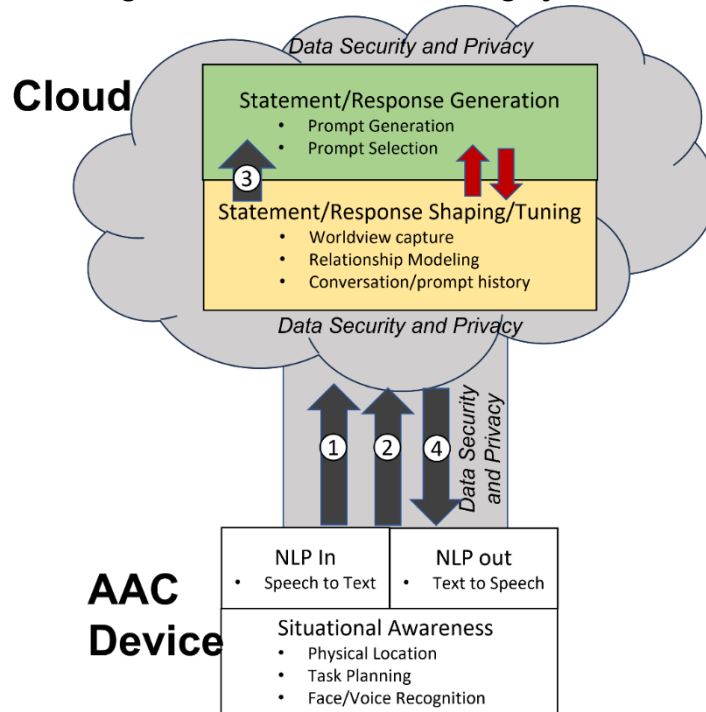 Data Security and Privacy
Cloud
Statement/Response Generation
• Prompt Generation
• Prompt Selection
3
Statement/Response Shaping/Tuning
• Worldview capture
• Relationship Modeling
• Conversation/prompt history
Data Security and Privacy
1
2
4
Data Security
and Privacy
NLP In
• Speech to Text
NLP out
• Text to Speech
AAC
Device
Situational Awareness
• Physical Location
• Task Planning
• Face/Voice Recognition